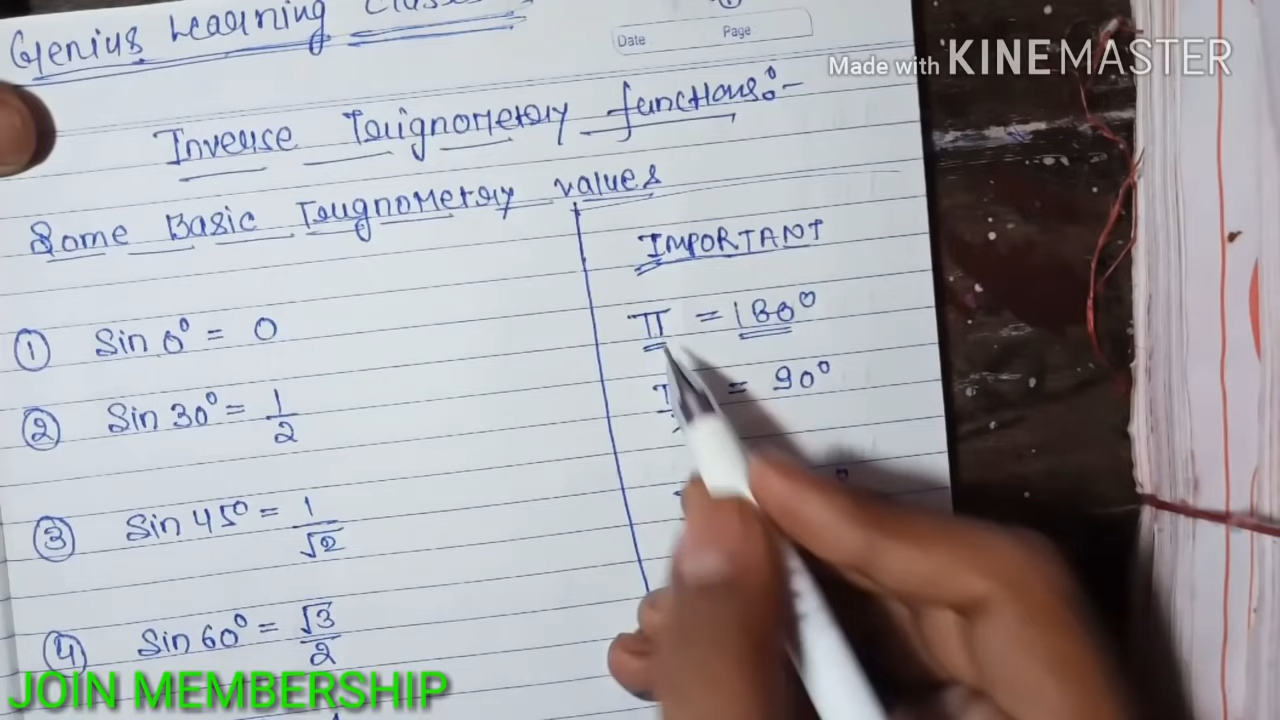 Genius Learning Classes
Date Page
Made with KINEMASTER
Inverse Trignometry functions:-
Some Basic Trignometry values
IMPORTANT
① Sin 0° = 0
② Sin 30° = 1/2
③ Sin 45° = 1/√2
④ Sin 60° = √3/2
π = 180°
= 90°
JOIN MEMBERSHIP